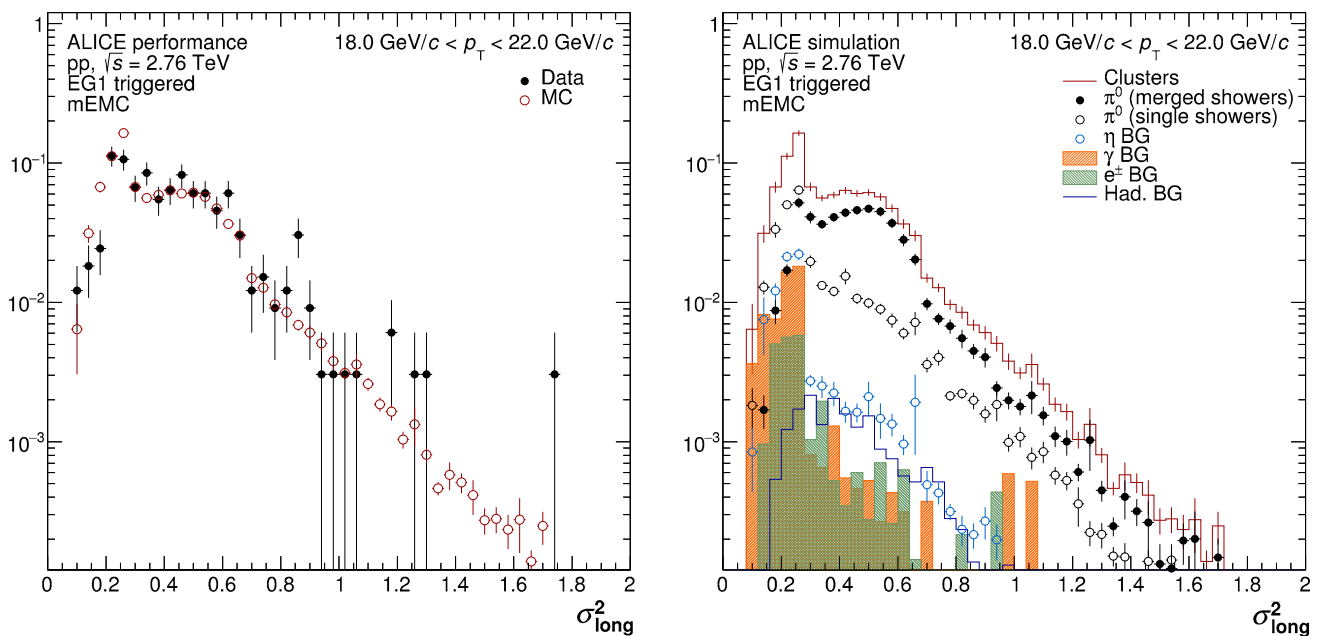 ALICE performance
18.0 GeV/c < pT < 22.0 GeV/c
pp, √s = 2.76 TeV
EG1 triggered
mEMC
Data
MC
1
10⁻¹
10⁻²
10⁻³
0 0.2 0.4 0.6 0.8 1 1.2 1.4 1.6 1.8 2
σ²long
ALICE simulation
18.0 GeV/c < pT < 22.0 GeV/c
pp, √s = 2.76 TeV
EG1 triggered
mEMC
Clusters
π⁰ (merged showers)
π⁰ (single showers)
η BG
γ BG
e± BG
Had. BG
1
10⁻¹
10⁻²
10⁻³
0 0.2 0.4 0.6 0.8 1 1.2 1.4 1.6 1.8 2
σ²long